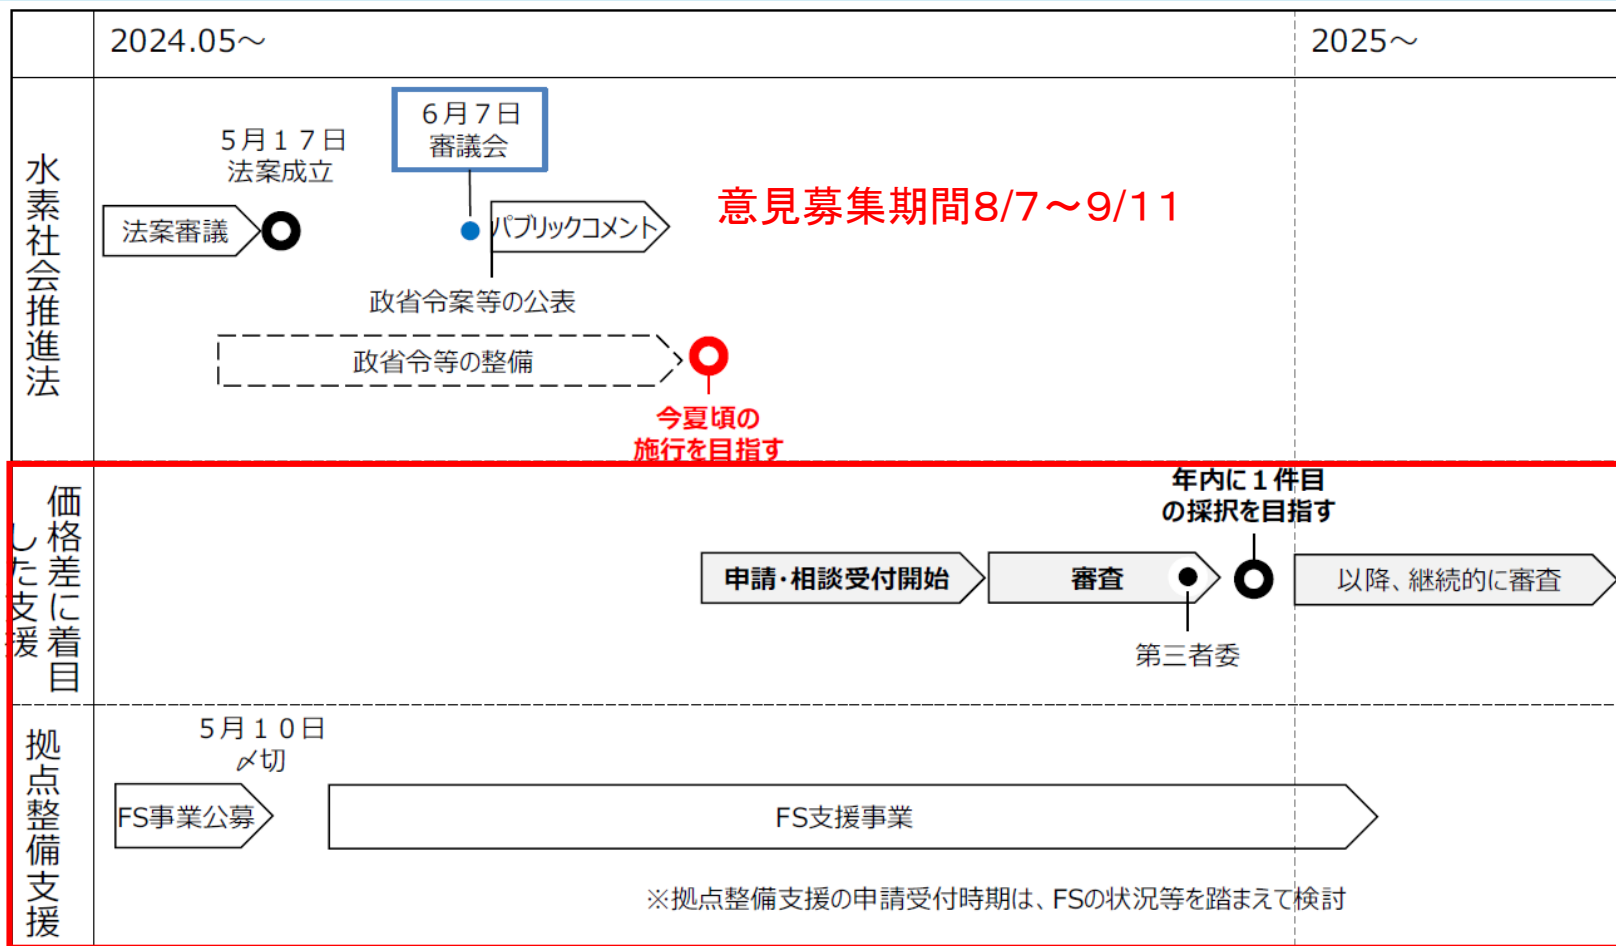 2024.05～
2025～
水素社会推進法
5月17日
法案成立
6月7日
審議会
法案審議
パブリックコメント
意見募集期間8/7～9/11
政省令案等の公表
政省令等の整備
今夏頃の
施行を目指す
価格差に着目
した支援
年内に１件目
の採択を目指す
申請・相談受付開始
審査
以降、継続的に審査
第三者委
拠点整備支援
5月10日
〆切
FS事業公募
FS支援事業
※拠点整備支援の申請受付時期は、FSの状況等を踏まえて検討